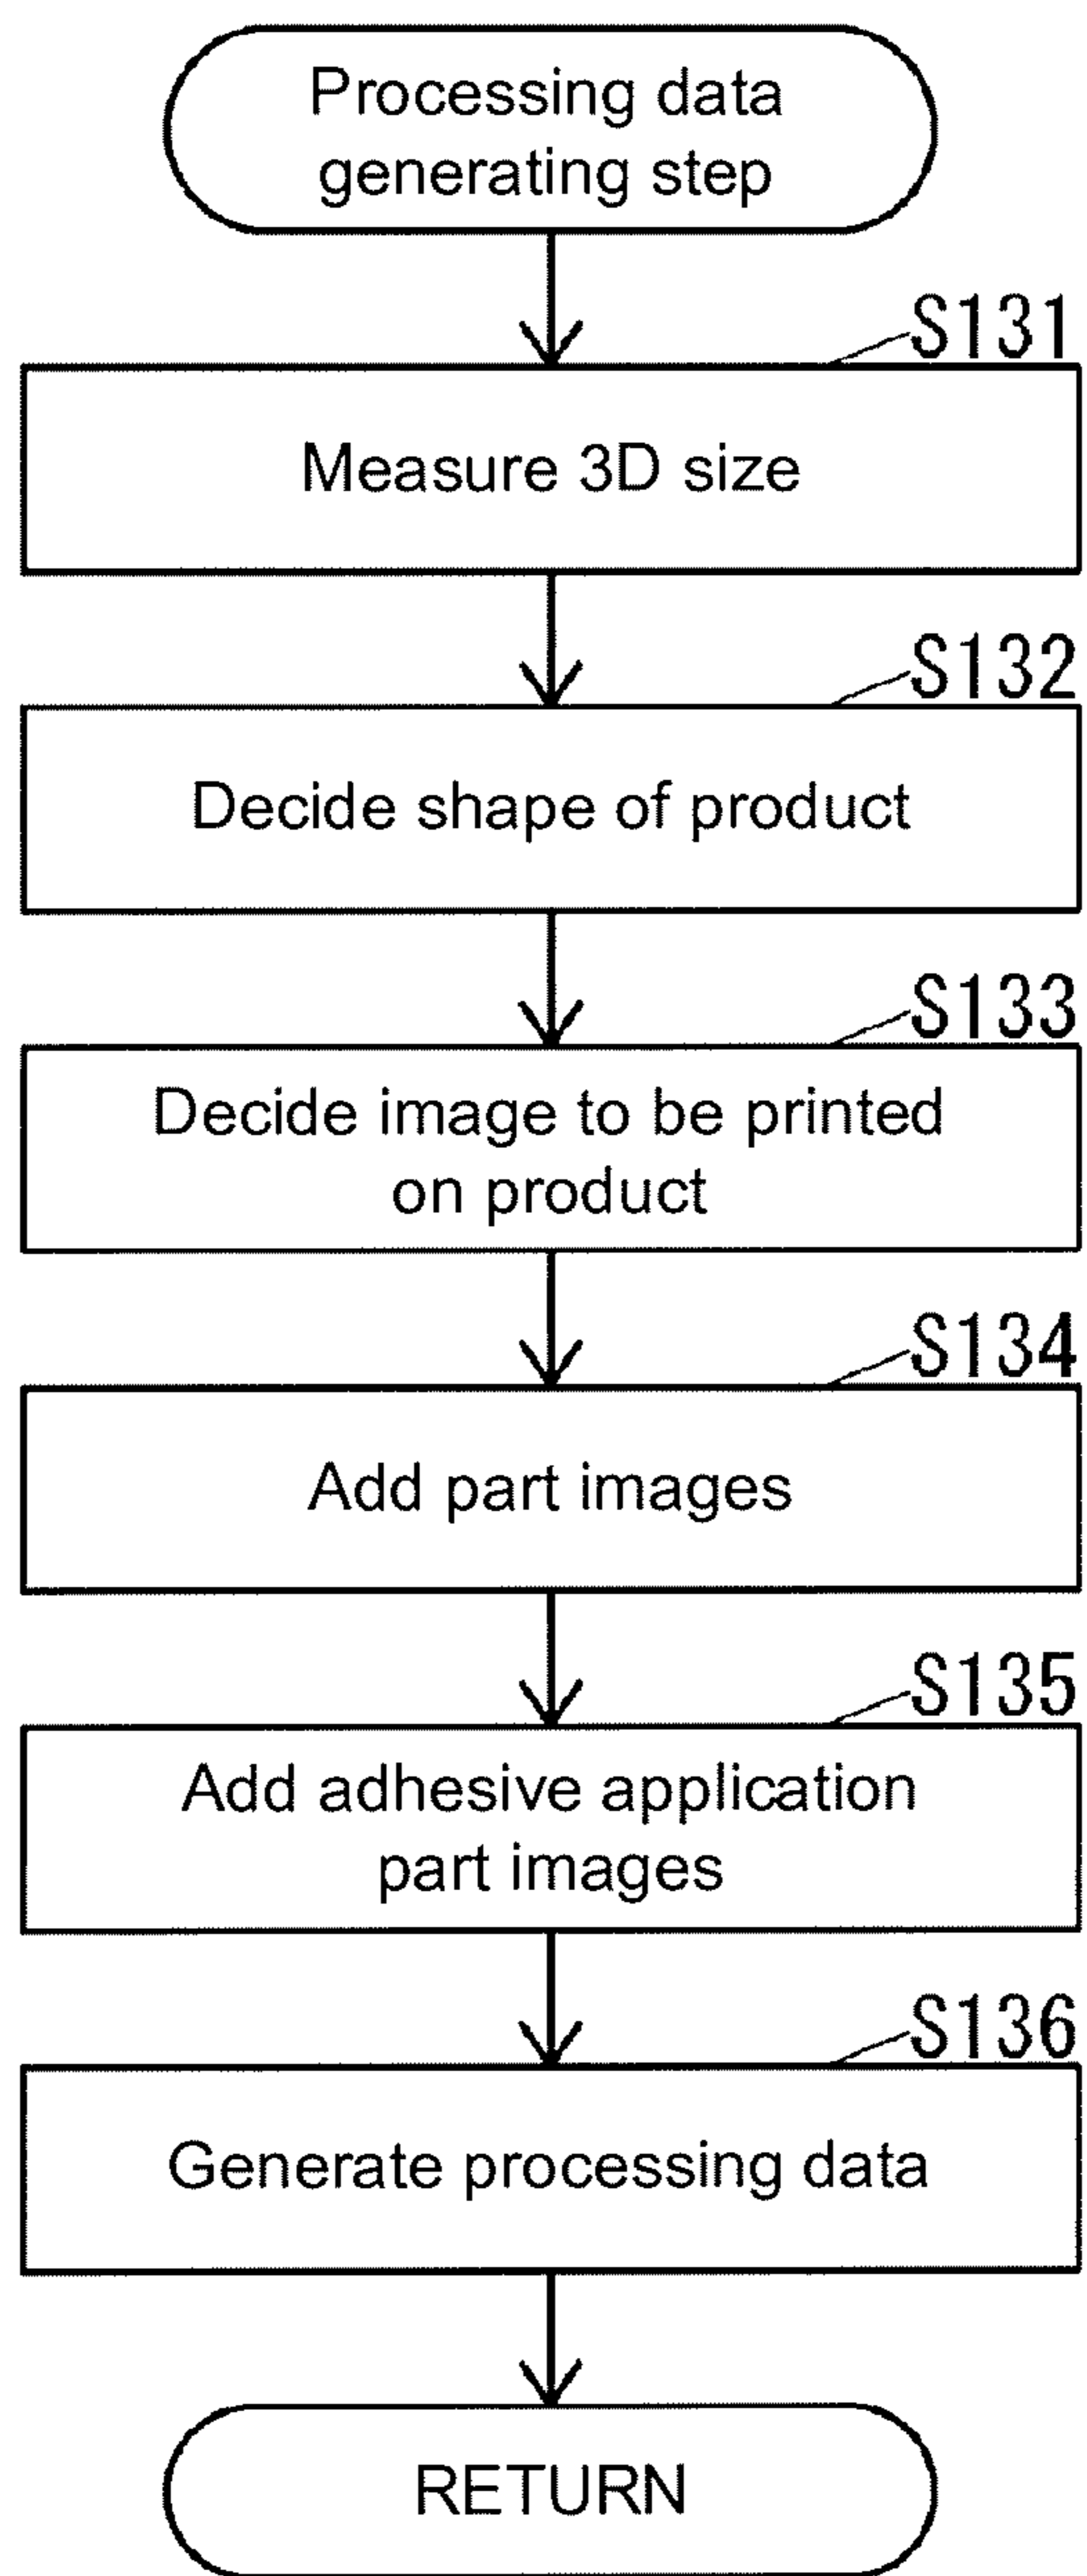 Processing data
generating step
S131
Measure 3D size
S132
Decide shape of product
S133
Decide image to be printed
on product
S134
Add part images
S135
Add adhesive application
part images
S136
Generate processing data
RETURN